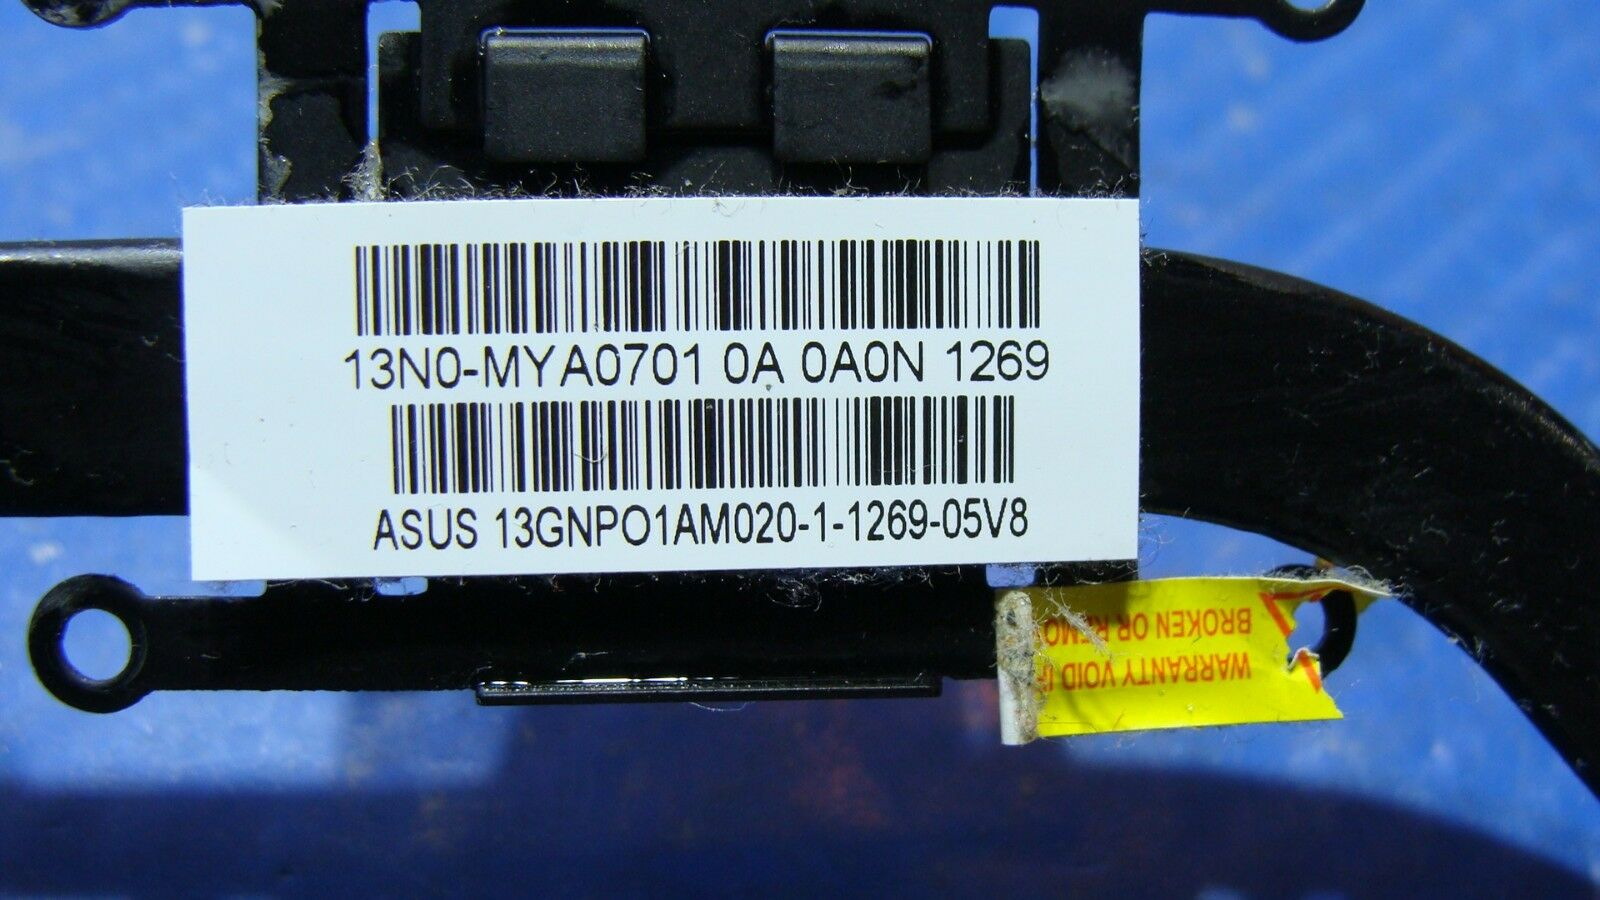 13N0-MYA0701 0A 0A0N 1269
ASUS 13GNPO1AM020-1-1269-05V8
WARRANTY VOID
BROKEN OR